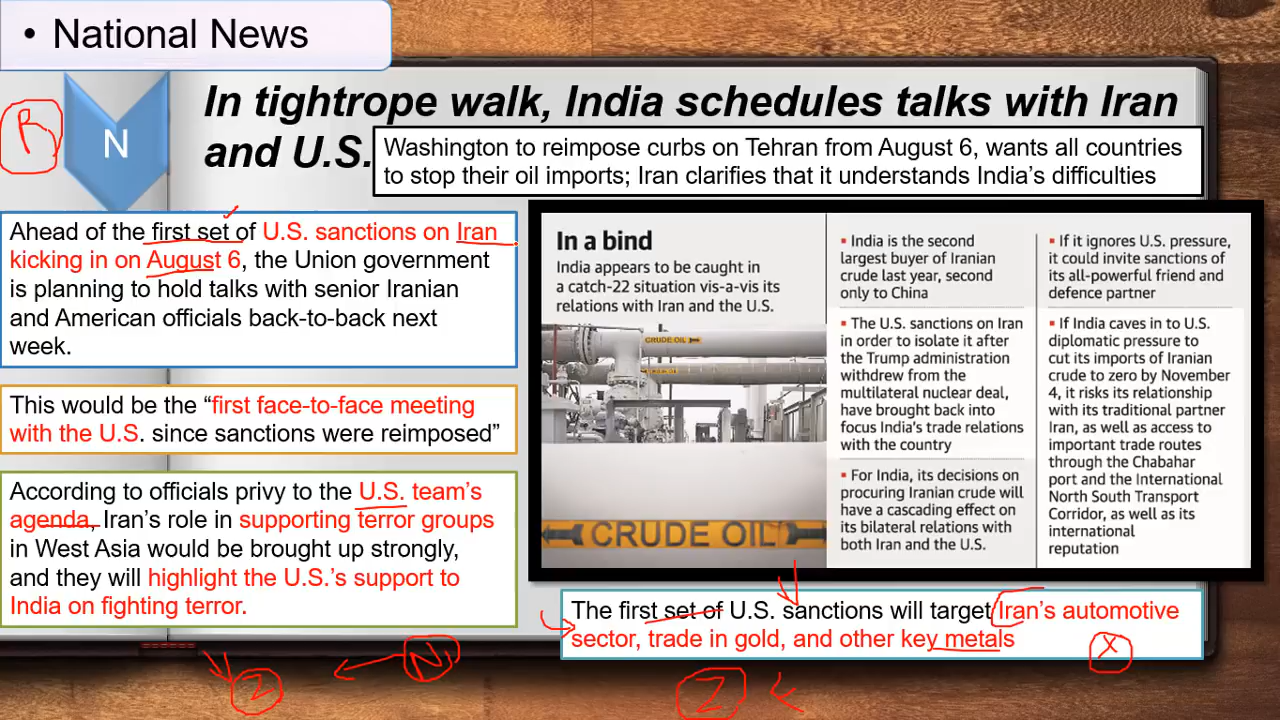 • National News
R
N
In tightrope walk, India schedules talks with Iran
and U.S.
Washington to reimpose curbs on Tehran from August 6, wants all countries
to stop their oil imports; Iran clarifies that it understands India's difficulties
Ahead of the first set of U.S. sanctions on Iran
kicking in on August 6, the Union government
is planning to hold talks with senior Iranian
and American officials back-to-back next
week.
This would be the “first face-to-face meeting
with the U.S. since sanctions were reimposed”
According to officials privy to the U.S. team's
agenda, Iran's role in supporting terror groups
in West Asia would be brought up strongly,
and they will highlight the U.S.'s support to
India on fighting terror.
In a bind
India appears to be caught in
a catch-22 situation vis-a-vis its
relations with Iran and the U.S.
CRUDE OIL
CRUDE OIL
▪ India is the second
largest buyer of Iranian
crude last year, second
only to China
▪ The U.S. sanctions on Iran
in order to isolate it after
the Trump administration
withdrew from the
multilateral nuclear deal,
have brought back into
focus India's trade relations
with the country
▪ For India, its decisions on
procuring Iranian crude will
have a cascading effect on
its bilateral relations with
both Iran and the U.S.
▪ If it ignores U.S. pressure,
it could invite sanctions of
its all-powerful friend and
defence partner
▪ If India caves in to U.S.
diplomatic pressure to
cut its imports of Iranian
crude to zero by November
4, it risks its relationship
with its traditional partner
Iran, as well as access to
important trade routes
through the Chabahar
port and the International
North South Transport
Corridor, as well as its
international
reputation
The first set of U.S. sanctions will target Iran's automotive
sector, trade in gold, and other key metals
X
N
2
2